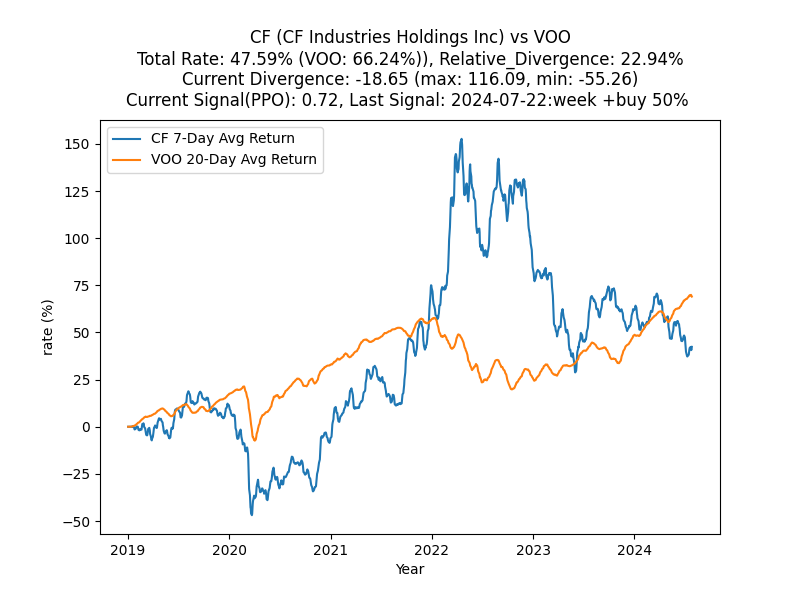 CF (CF Industries Holdings Inc) vs VOO
Total Rate: 47.59% (VOO: 66.24%)), Relative_Divergence: 22.94%
Current Divergence: -18.65 (max: 116.09, min: -55.26)
Current Signal(PPO): 0.72, Last Signal: 2024-07-22:week +buy 50%
CF 7-Day Avg Return
VOO 20-Day Avg Return
150
125
100
75
50
25
0
−25
−50
rate (%)
2019 2020 2021 2022 2023 2024
Year